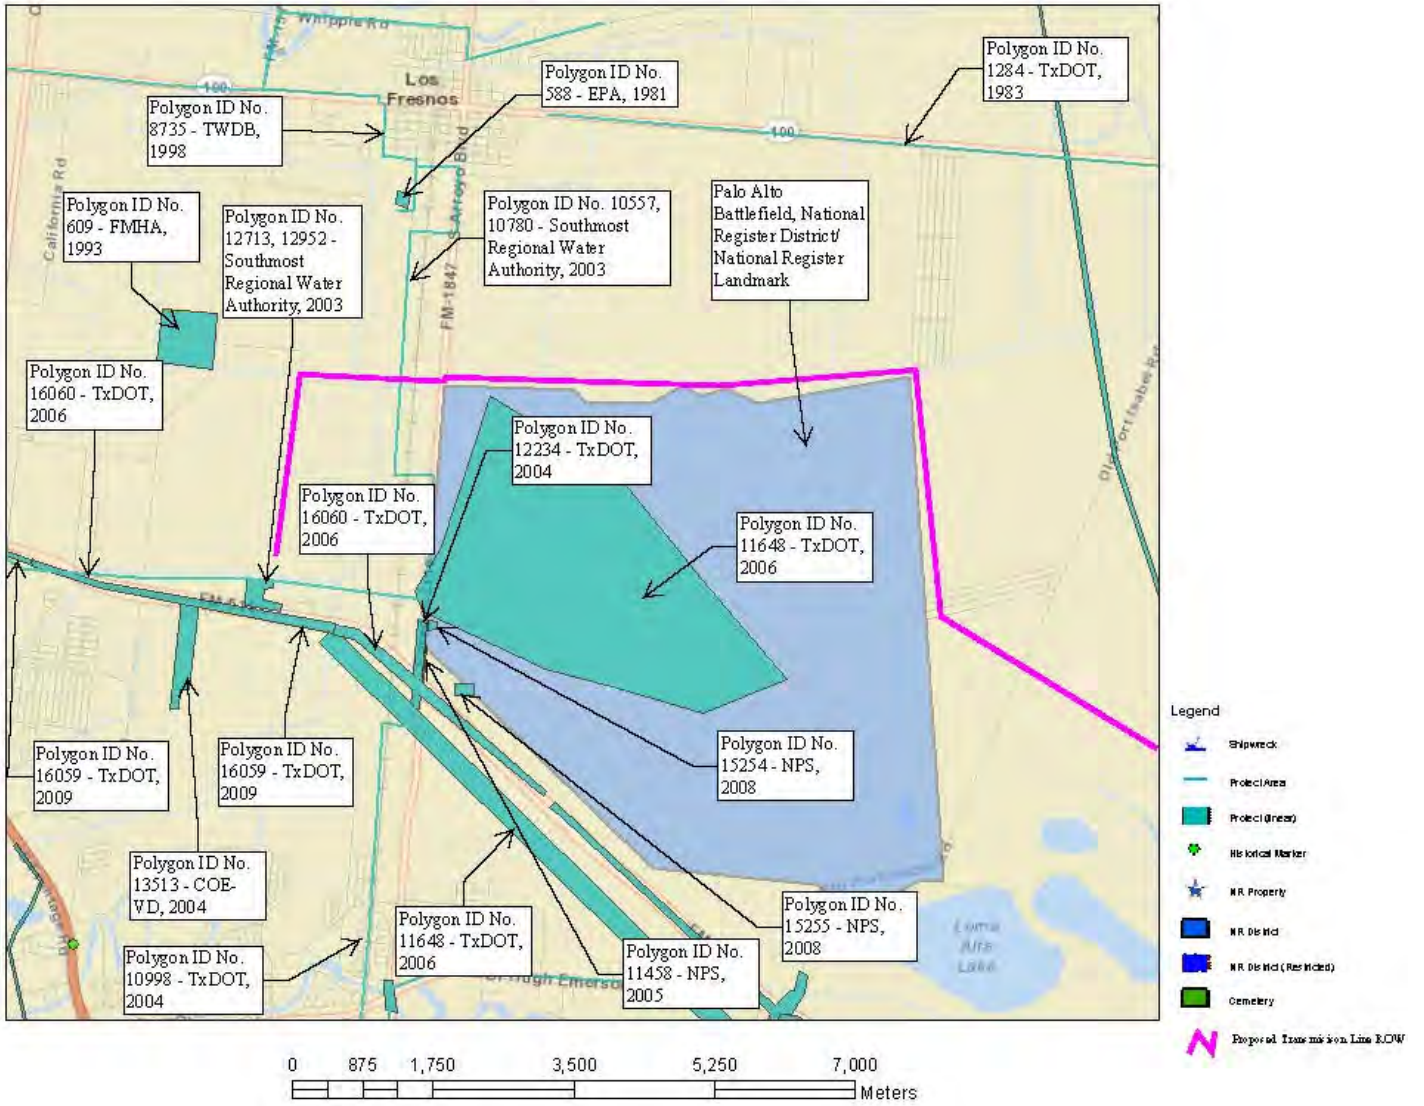 Whipple Rd
Los
Fresnos
100
100
Polygon ID No.
8735 - TWDB,
1998
Polygon ID No.
588 - EPA, 1981
Polygon ID No.
1284 - TxDOT,
1983
California Rd
S Arroyo Blvd
FM-1847
Polygon ID No.
609 - FMHA,
1993
Polygon ID No.
12713, 12952 -
Southmost
Regional Water
Authority, 2003
Polygon ID No. 10557,
10780 - Southmost
Regional Water
Authority, 2003
Palo Alto
Battlefield, National
Register District/
National Register
Landmark
Polygon ID No.
16060 - TxDOT,
2006
Polygon ID No.
12234 - TxDOT,
2004
Polygon ID No.
16060 - TxDOT,
2006
Polygon ID No.
11648 - TxDOT,
2006
Polygon ID No.
16059 - TxDOT,
2009
Polygon ID No.
16059 - TxDOT,
2009
Polygon ID No.
15254 - NPS,
2008
Polygon ID No.
13513 - COE-
VD, 2004
Polygon ID No.
11648 - TxDOT,
2006
Polygon ID No.
15255 - NPS,
2008
Polygon ID No.
10998 - TxDOT,
2004
Polygon ID No.
11458 - NPS,
2005
Loma
Alta
Lake
Legend
Shipwreck
Project Area
Project (linear)
Historical Marker
NR Property
NR District
NR District (Restricted)
Cemetery
Proposed Transmission Line ROW
0 875 1,750 3,500 5,250 7,000
Meters